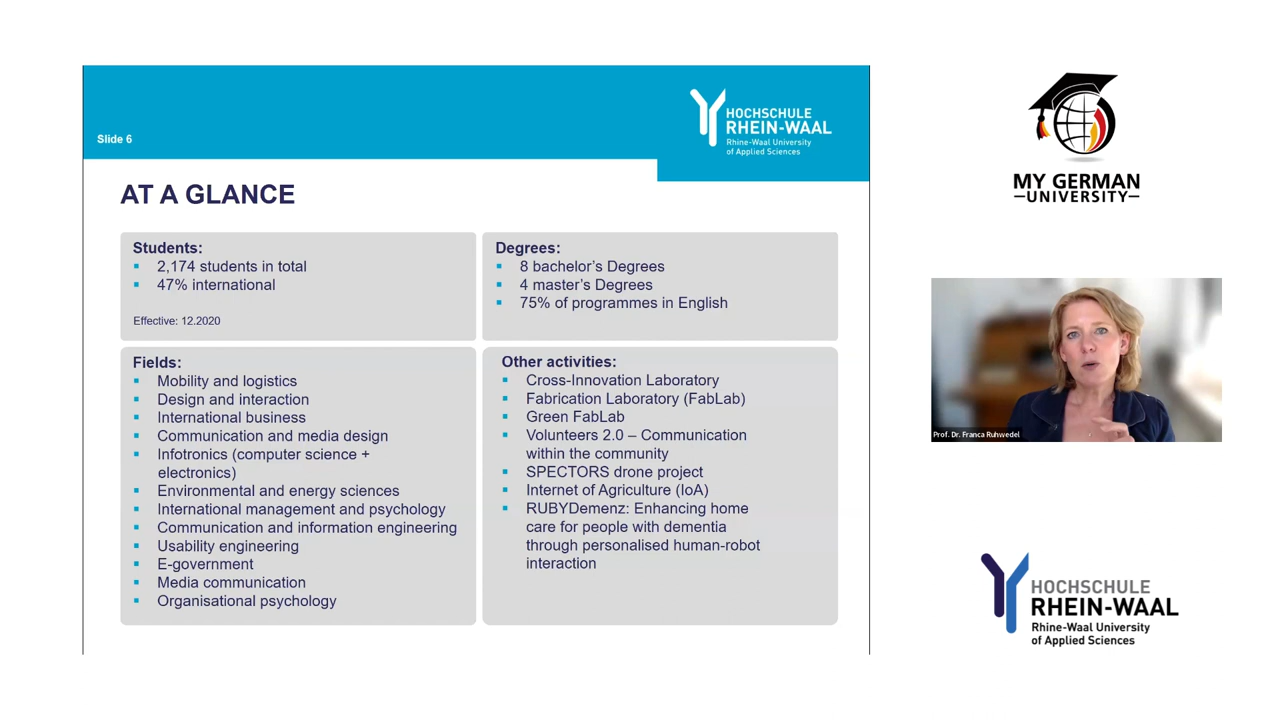 Slide 6
HOCHSCHULE
RHEIN-WAAL
Rhine-Waal University
of Applied Sciences
AT A GLANCE
Students:
2,174 students in total
47% international
Effective: 12.2020
Degrees:
8 bachelor's Degrees
4 master's Degrees
75% of programmes in English
Fields:
Mobility and logistics
Design and interaction
International business
Communication and media design
Infotronics (computer science +
electronics)
Environmental and energy sciences
International management and psychology
Communication and information engineering
Usability engineering
E-government
Media communication
Organisational psychology
Other activities:
Cross-Innovation Laboratory
Fabrication Laboratory (FabLab)
Green FabLab
Volunteers 2.0 – Communication
within the community
SPECTORS drone project
Internet of Agriculture (IoA)
RUBYDemenz: Enhancing home
care for people with dementia
through personalised human-robot
interaction
MY GERMAN
UNIVERSITY
Prof. Dr. Franca Ruhwedel
HOCHSCHULE
RHEIN-WAAL
Rhine-Waal University
of Applied Sciences